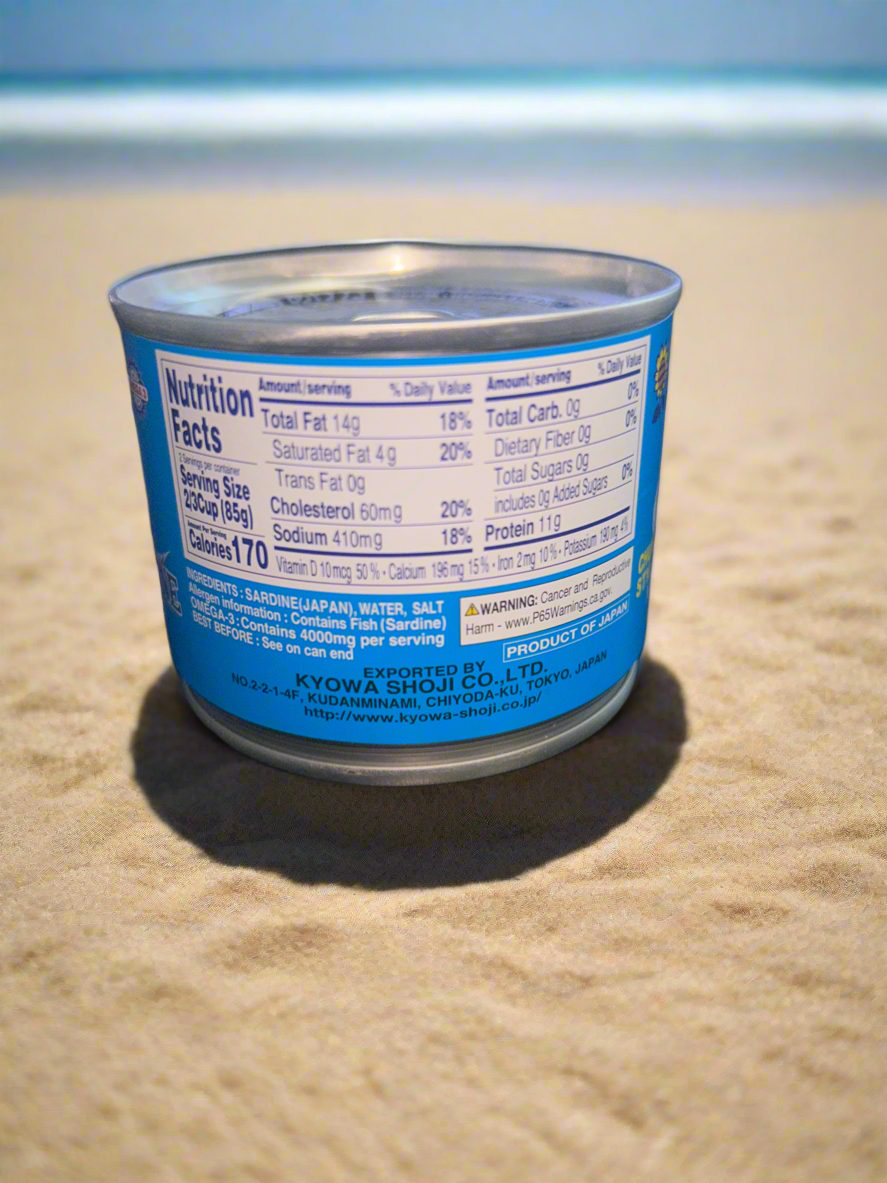 Nutrition
Facts
2 Servings per container
Serving Size
2/3Cup (85g)
Amount Per Serving
Calories 170
Amount/serving % Daily Value
Total Fat 14g 18%
Saturated Fat 4g 20%
Trans Fat 0g
Cholesterol 60mg 20%
Sodium 410mg 18%
Amount/serving % Daily Value
Total Carb. 0g 0%
Dietary Fiber 0g 0%
Total Sugars 0g
includes 0g Added Sugars 0%
Protein 11g
Vitamin D 10mcg 50% • Calcium 196mg 15% • Iron 2mg 10% • Potassium 190mg 4%
INGREDIENTS : SARDINE(JAPAN), WATER, SALT
Allergen information : Contains Fish (Sardine)
OMEGA-3 : Contains 4000mg per serving
BEST BEFORE : See on can end
⚠WARNING: Cancer and Reproductive
Harm - www.P65Warnings.ca.gov.
PRODUCT OF JAPAN
EXPORTED BY
KYOWA SHOJI CO.,LTD.
NO.2-2-1-4F, KUDANMINAMI, CHIYODA-KU, TOKYO, JAPAN
http://www.kyowa-shoji.co.jp/